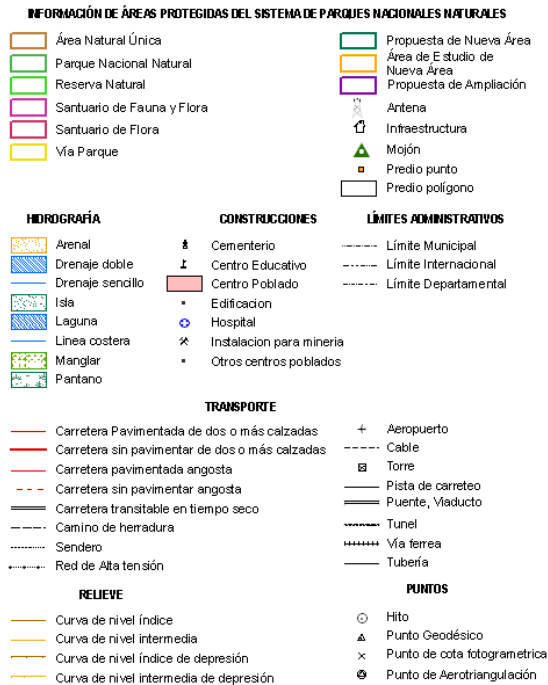 INFORMACIÓN DE ÁREAS PROTEGIDAS DEL SISTEMA DE PARQUES NACIONALES NATURALES
Área Natural Única
Parque Nacional Natural
Reserva Natural
Santuario de Fauna y Flora
Santuario de Flora
Vía Parque
Propuesta de Nueva Área
Área de Estudio de
Nueva Área
Propuesta de Ampliación
Antena
Infraestructura
Mojón
Predio punto
Predio polígono
HIDROGRAFÍA
Arenal
Drenaje doble
Drenaje sencillo
Isla
Laguna
Linea costera
Manglar
Pantano
CONSTRUCCIONES
Cementerio
Centro Educativo
Centro Poblado
Edificacion
Hospital
Instalacion para mineria
Otros centros poblados
LÍMITES ADMINISTRATIVOS
Límite Municipal
Límite Internacional
Límite Departamental
TRANSPORTE
Carretera Pavimentada de dos o más calzadas
Carretera sin pavimentar de dos o más calzadas
Carretera pavimentada angosta
Carretera sin pavimentar angosta
Carretera transitable en tiempo seco
Camino de herradura
Sendero
Red de Alta tensión
Aeropuerto
Cable
Torre
Pista de carreteo
Puente, Viaducto
Tunel
Vía ferrea
Tubería
RELIEVE
Curva de nivel índice
Curva de nivel intermedia
Curva de nivel índice de depresión
Curva de nivel intermedia de depresión
PUNTOS
Hito
Punto Geodésico
Punto de cota fotogrametrica
Punto de Aerotriangulación